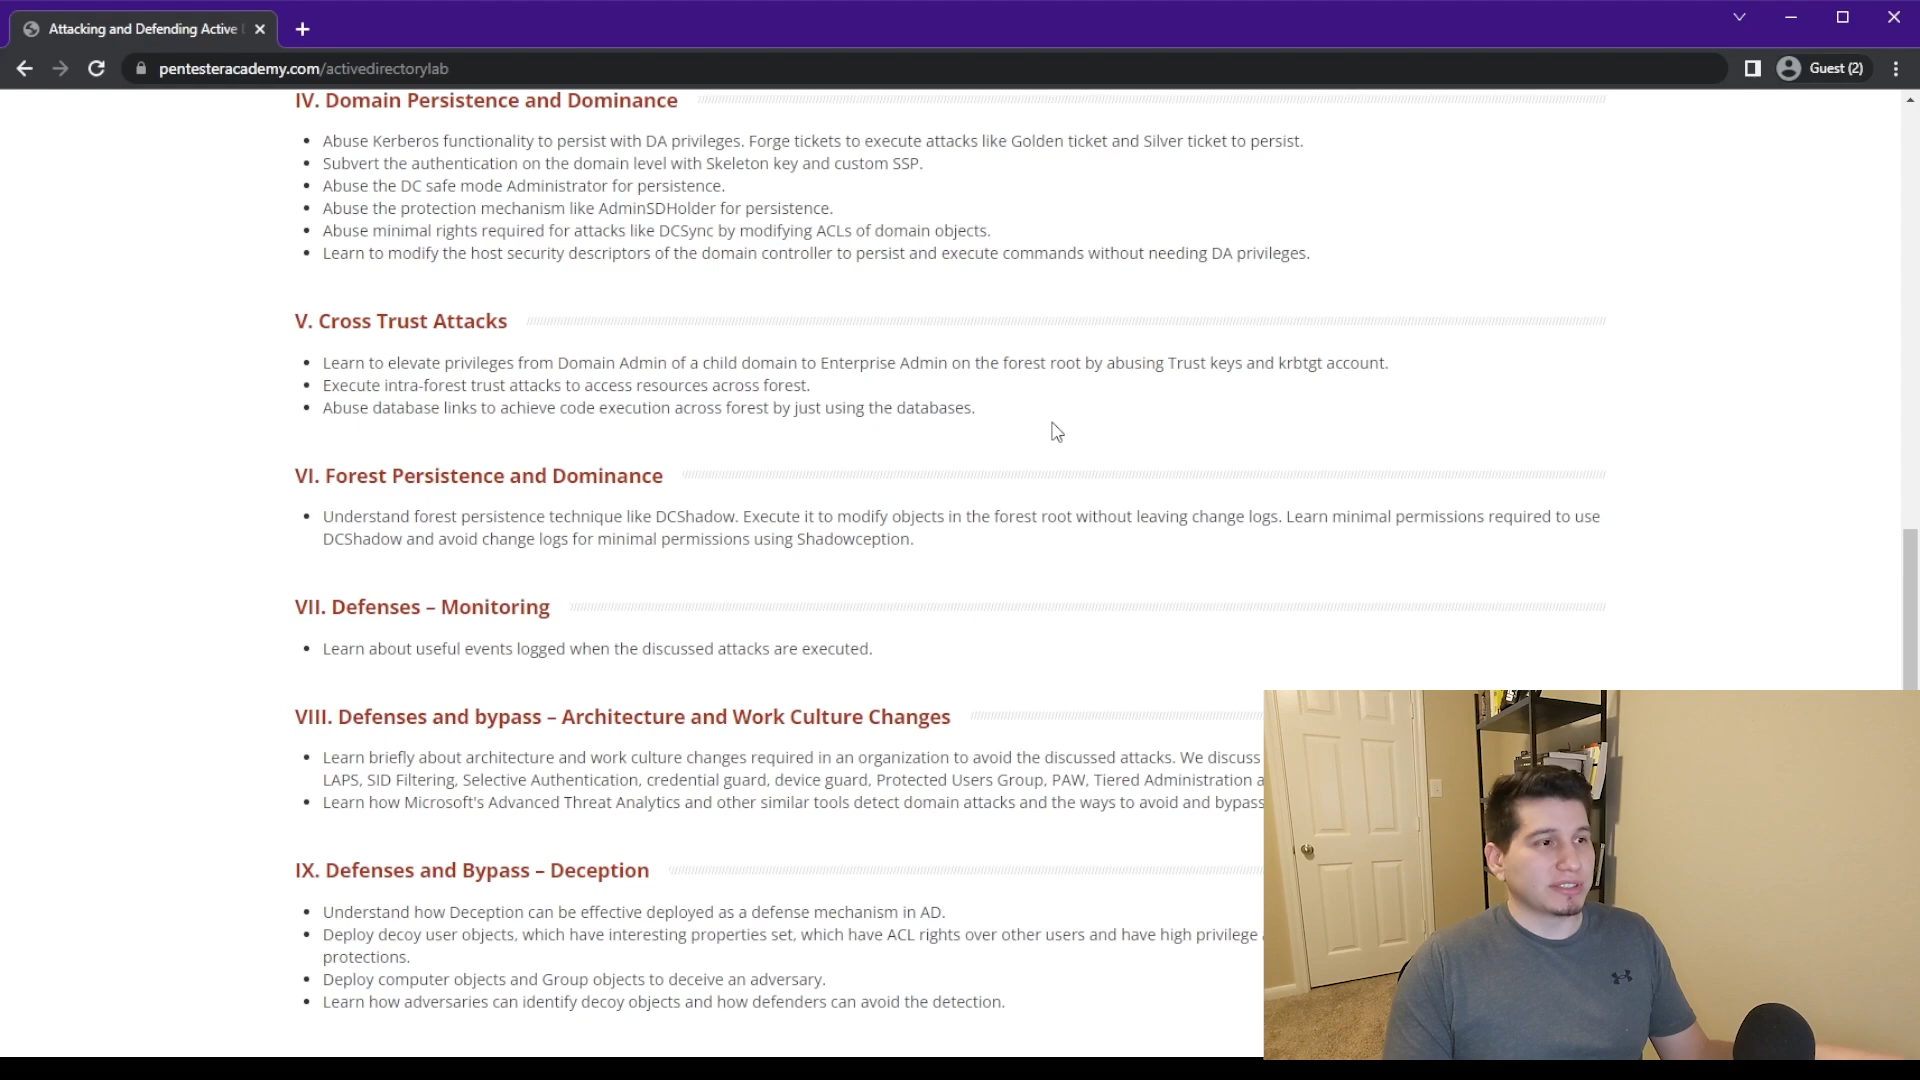 Attacking and Defending Active
pentesteracademy.com/activedirectorylab
Guest (2)
IV. Domain Persistence and Dominance
• Abuse Kerberos functionality to persist with DA privileges. Forge tickets to execute attacks like Golden ticket and Silver ticket to persist.
• Subvert the authentication on the domain level with Skeleton key and custom SSP.
• Abuse the DC safe mode Administrator for persistence.
• Abuse the protection mechanism like AdminSDHolder for persistence.
• Abuse minimal rights required for attacks like DCSync by modifying ACLs of domain objects.
• Learn to modify the host security descriptors of the domain controller to persist and execute commands without needing DA privileges.
V. Cross Trust Attacks
• Learn to elevate privileges from Domain Admin of a child domain to Enterprise Admin on the forest root by abusing Trust keys and krbtgt account.
• Execute intra-forest trust attacks to access resources across forest.
• Abuse database links to achieve code execution across forest by just using the databases.
VI. Forest Persistence and Dominance
• Understand forest persistence technique like DCShadow. Execute it to modify objects in the forest root without leaving change logs. Learn minimal permissions required to use
DCShadow and avoid change logs for minimal permissions using Shadowception.
VII. Defenses – Monitoring
• Learn about useful events logged when the discussed attacks are executed.
VIII. Defenses and bypass – Architecture and Work Culture Changes
• Learn briefly about architecture and work culture changes required in an organization to avoid the discussed attacks. We discuss
LAPS, SID Filtering, Selective Authentication, credential guard, device guard, Protected Users Group, PAW, Tiered Administration a
• Learn how Microsoft's Advanced Threat Analytics and other similar tools detect domain attacks and the ways to avoid and bypass
IX. Defenses and Bypass – Deception
• Understand how Deception can be effective deployed as a defense mechanism in AD.
• Deploy decoy user objects, which have interesting properties set, which have ACL rights over other users and have high privilege
protections.
• Deploy computer objects and Group objects to deceive an adversary.
• Learn how adversaries can identify decoy objects and how defenders can avoid the detection.